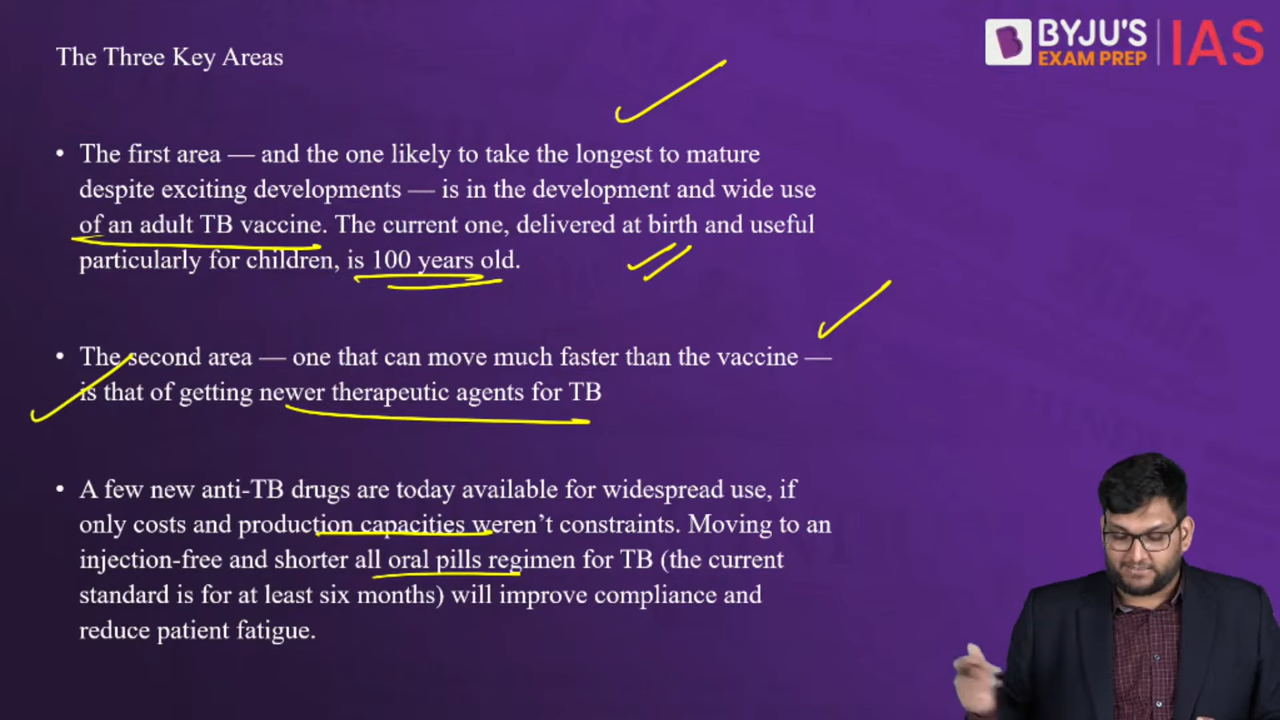 The Three Key Areas
BYJU'S
EXAM PREP
IAS
• The first area — and the one likely to take the longest to mature
despite exciting developments — is in the development and wide use
of an adult TB vaccine. The current one, delivered at birth and useful
particularly for children, is 100 years old.
• The second area — one that can move much faster than the vaccine —
is that of getting newer therapeutic agents for TB
• A few new anti-TB drugs are today available for widespread use, if
only costs and production capacities weren't constraints. Moving to an
injection-free and shorter all oral pills regimen for TB (the current
standard is for at least six months) will improve compliance and
reduce patient fatigue.